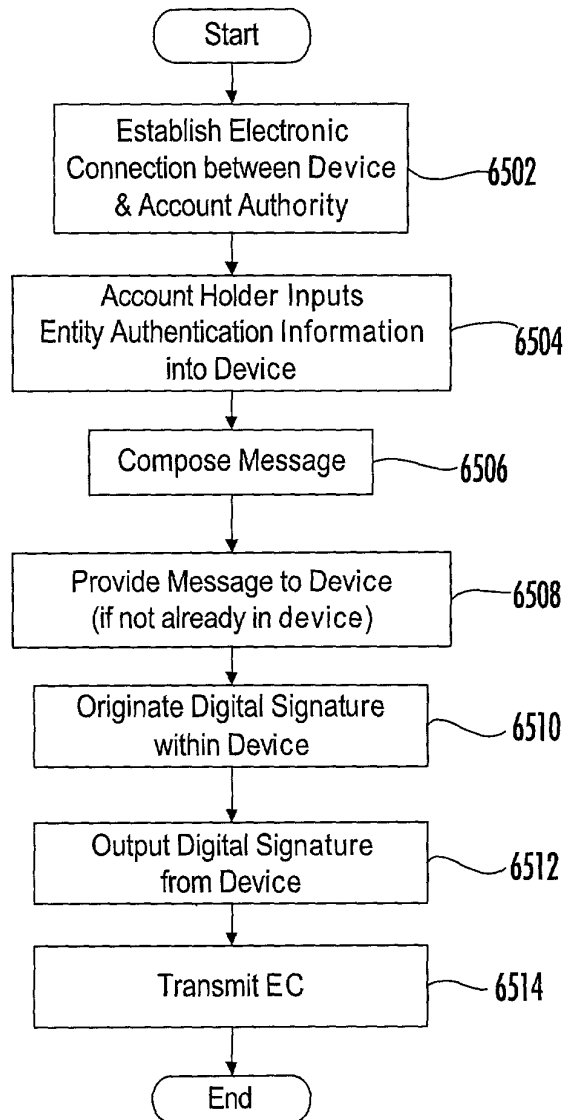 Start
Establish Electronic
Connection between Device
& Account Authority
6502
Account Holder Inputs
Entity Authentication Information
into Device
6504
Compose Message
6506
Provide Message to Device
(if not already in device)
6508
Originate Digital Signature
within Device
6510
Output Digital Signature
from Device
6512
Transmit EC
6514
End